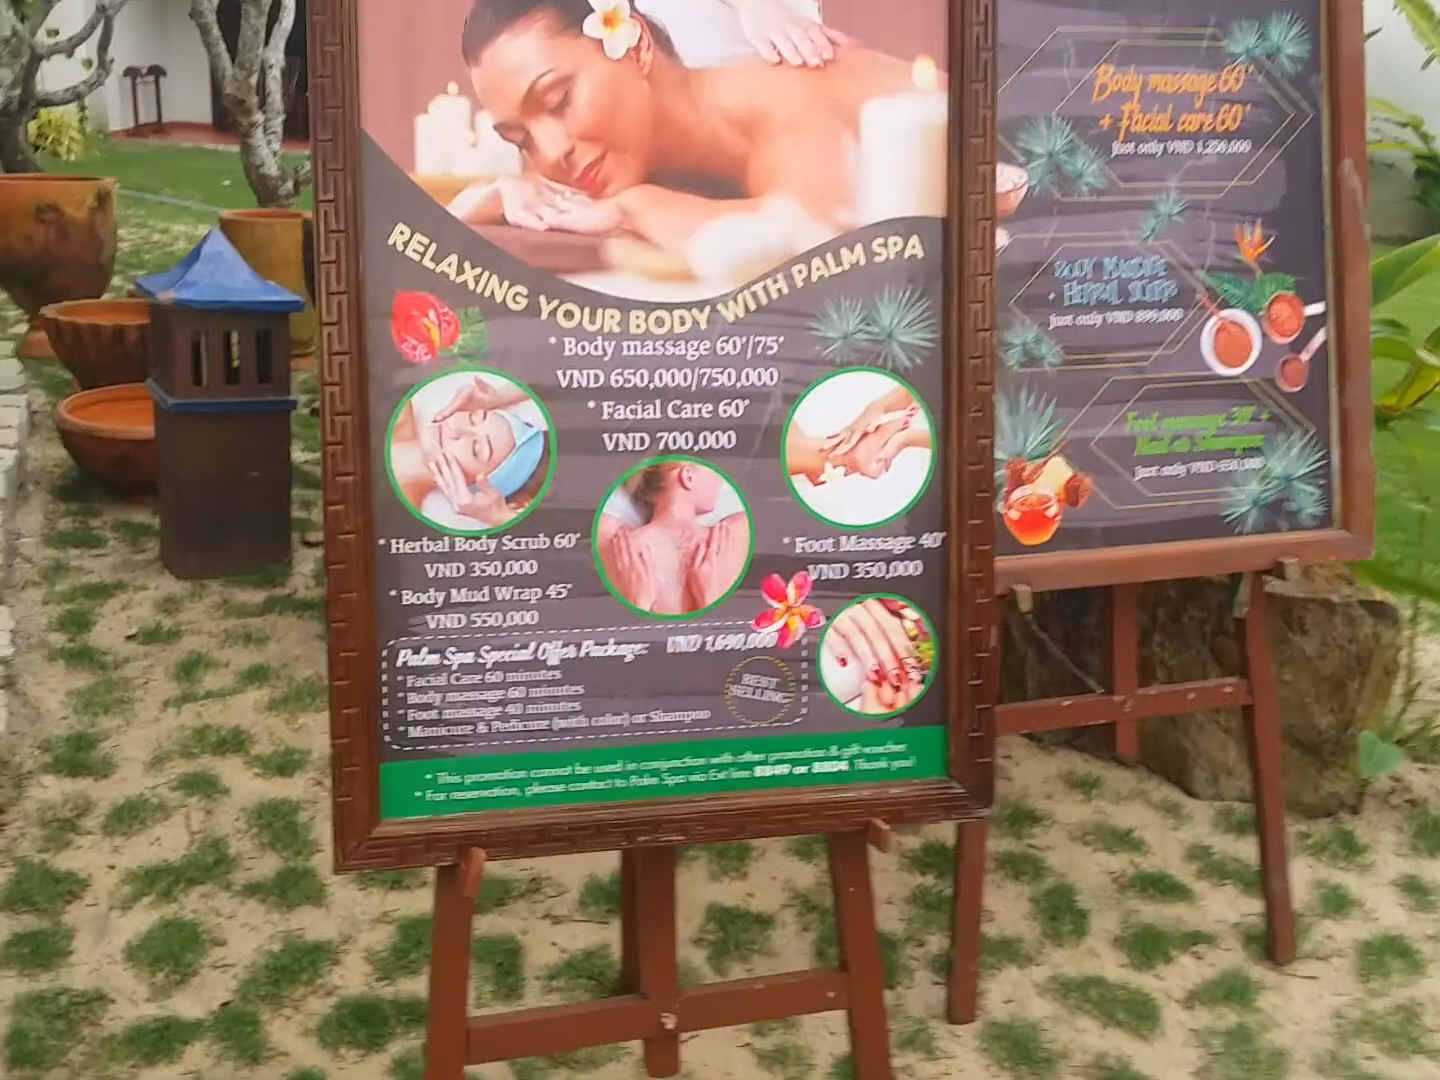 RELAXING YOUR BODY WITH PALM SPA
* Body massage 60'/75'
VND 650,000/750,000
* Facial Care 60'
VND 700,000
* Herbal Body Scrub 60'
VND 350,000
* Body Mud Wrap 45'
VND 550,000
* Foot Massage 40'
VND 350,000
Palm Spa Special Offer Package: VND 1,690,000
* Facial Care 60 minutes
* Body massage 60 minutes
* Foot massage 40 minutes
* Manicure & Pedicure (with color) or Shampoo
BEST
SELLING
* This promotion cannot be used in conjunction with other promotion & gift voucher
* For reservation, please contact to Palm Spa via Ext line or Thank you!
Body massage 60'
+ Facial care 60'
Just only VND 1,250,000
BODY MASSAGE
+ HERBAL SCRUB
Just only VND 899,000
Foot massage 30' +
Just only VND